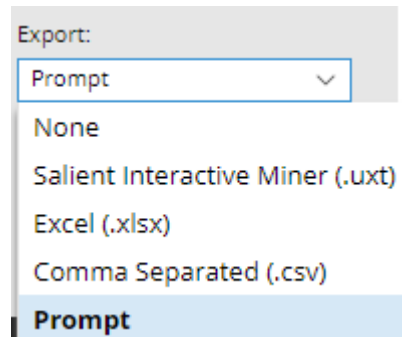 Export:
Prompt
None
Salient Interactive Miner (.uxt)
Excel (.xlsx)
Comma Separated (.csv)
Prompt